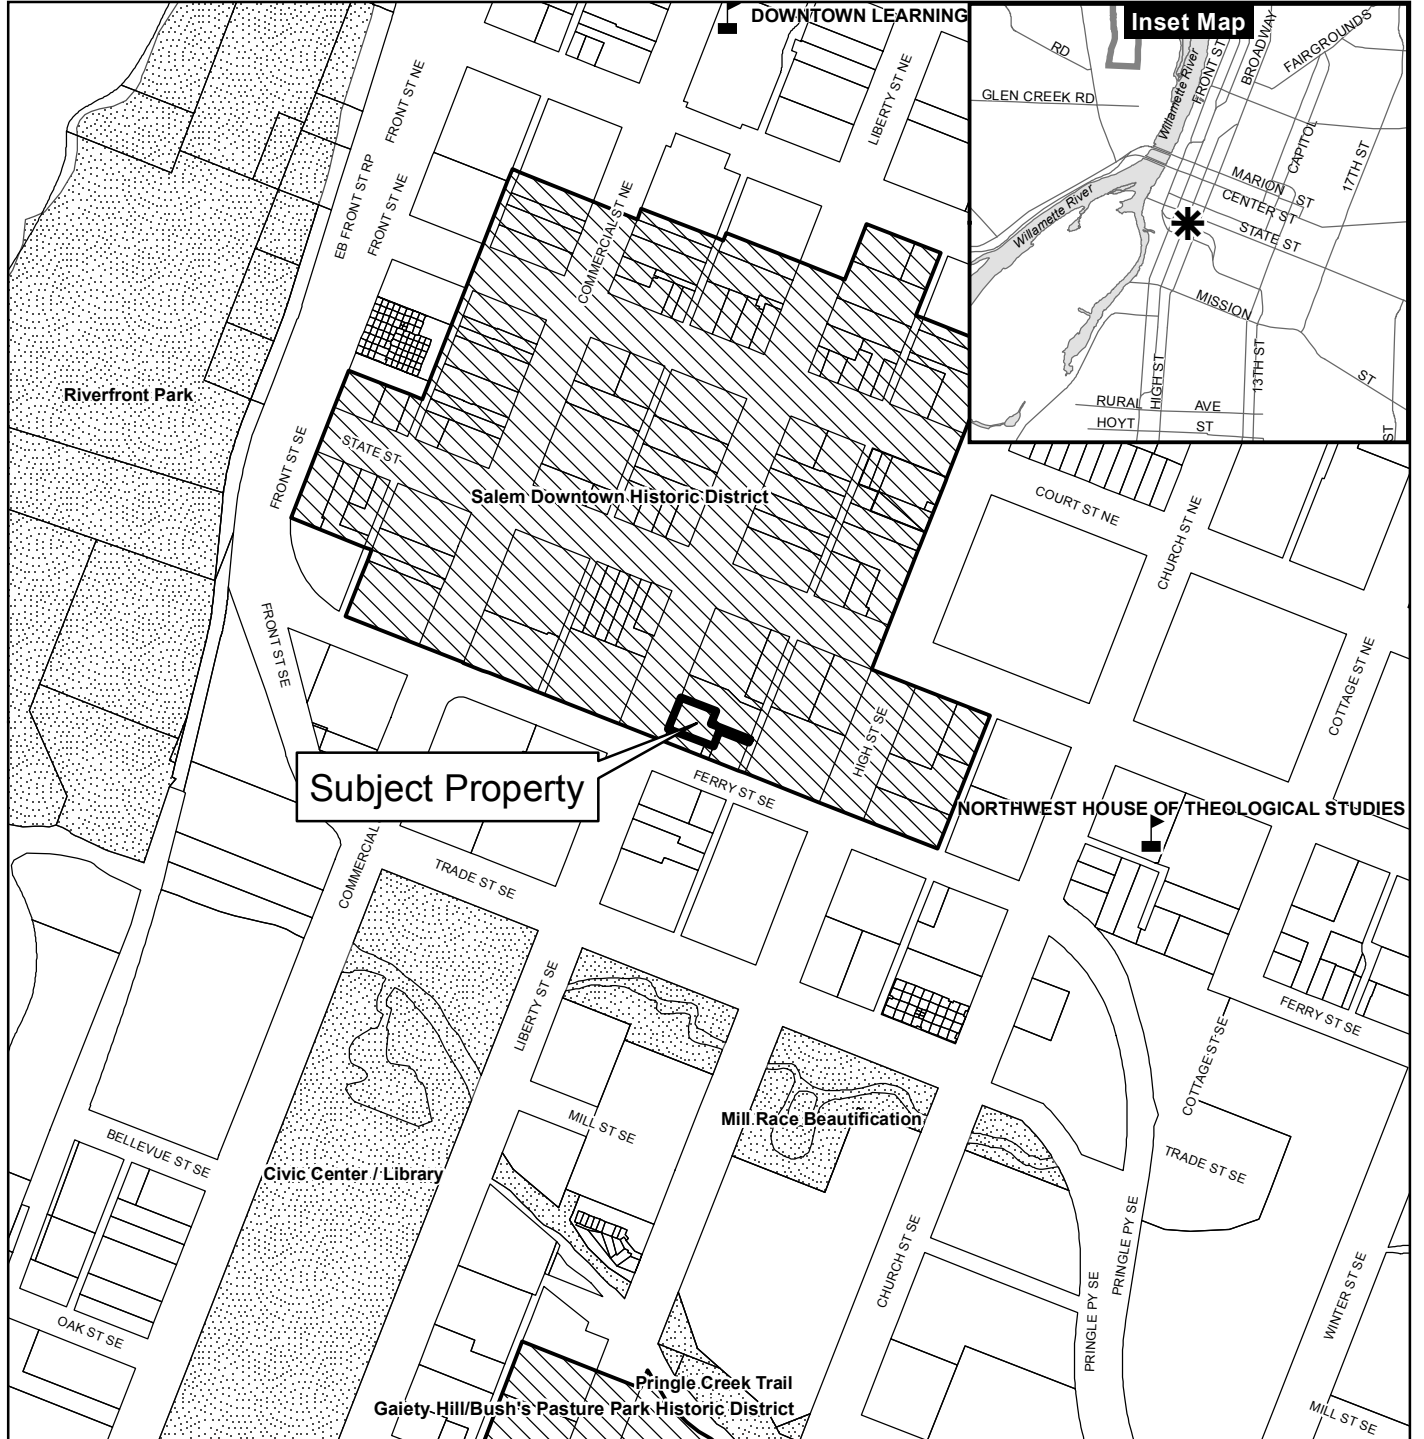 DOWNTOWN LEARNING
Inset Map
RD
FRONT ST
BROADWAY
FAIRGROUNDS
GLEN CREEK RD
Willamette River
CAPITOL
17TH ST
MARION ST
CENTER ST
STATE ST
Willamette River
MISSION
ST
HIGH ST
13TH ST
RURAL AVE
HOYT ST
ST
FRONT ST NE
LIBERTY ST NE
EB FRONT ST RP
FRONT ST NE
COMMERCIAL ST NE
Riverfront Park
FRONT ST SE
STATE ST
Salem Downtown Historic District
COURT ST NE
CHURCH ST NE
FRONT ST SE
COTTAGE ST NE
HIGH ST SE
Subject Property
FERRY ST SE
NORTHWEST HOUSE OF THEOLOGICAL STUDIES
COMMERCIAL
TRADE ST SE
LIBERTY ST SE
FERRY ST SE
COTTAGE ST SE
MILL ST SE
Mill Race Beautification
BELLEVUE ST SE
Civic Center / Library
TRADE ST SE
PRINGLE PY SE
CHURCH ST SE
PRINGLE PY SE
WINTER ST SE
OAK ST SE
Pringle Creek Trail
Gaiety Hill/Bush's Pasture Park Historic District
MILL ST SE